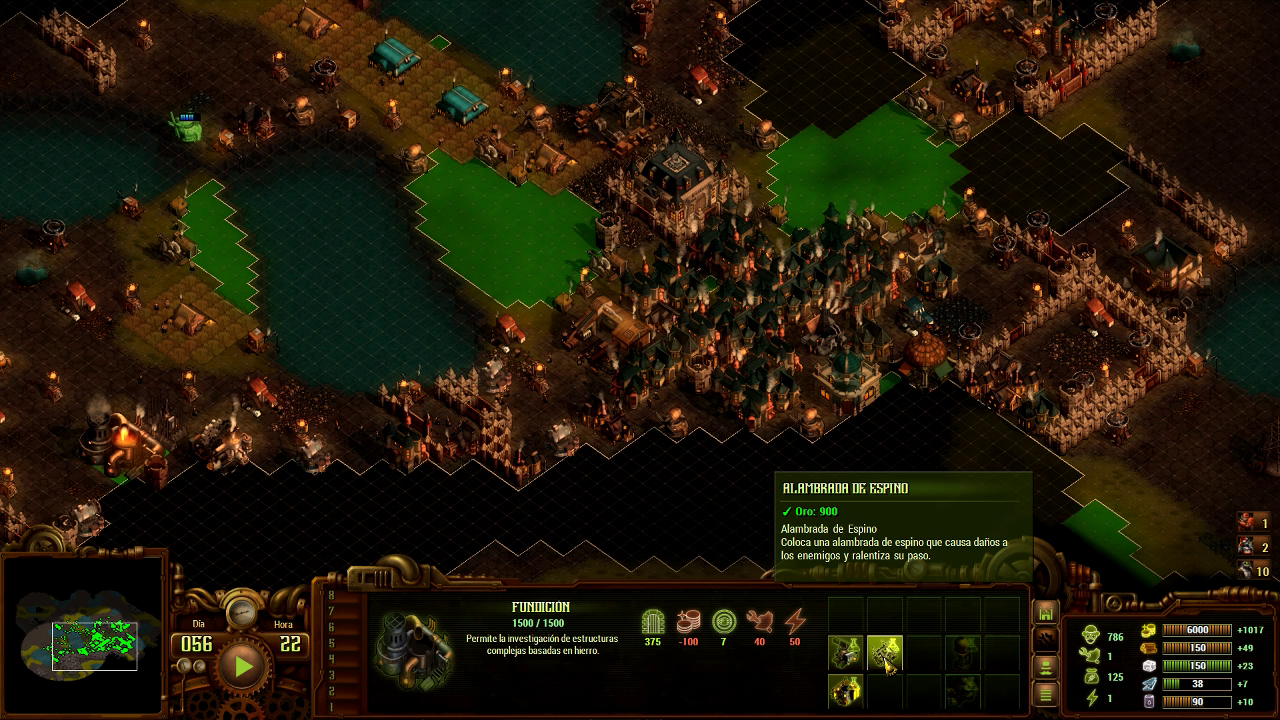 ALAMBRADA DE ESPINO
✓ Oro: 900
Alambrada de Espino
Coloca una alambrada de espino que causa daños a
los enemigos y ralentiza su paso.
1
2
10
Día
Hora
056
22
8
7
6
5
4
3
2
1
FUNDICIÓN
1500 / 1500
Permite la investigación de estructuras
complejas basadas en hierro.
375
-100
7
40
50
786
1
125
1
6000 +1017
150 +49
150 +23
38 +7
90 +10